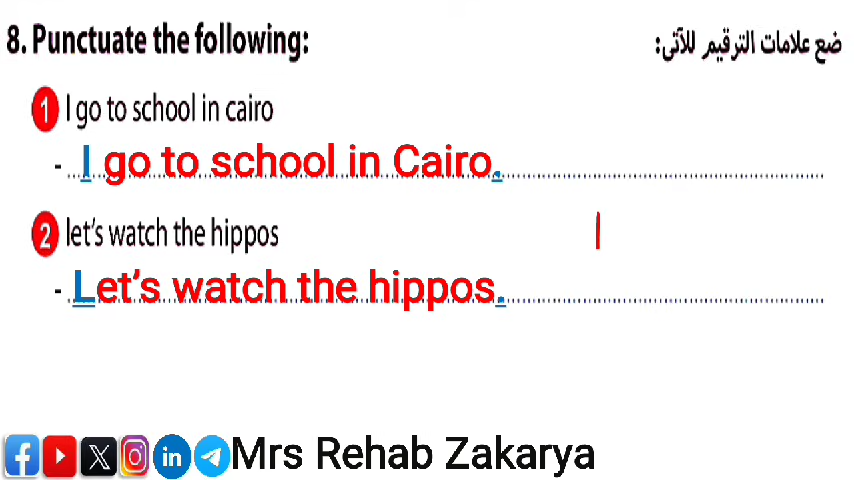 8. Punctuate the following: ضع علامات الترقيم للآتى:
1 I go to school in cairo
- I go to school in Cairo.
2 let's watch the hippos
- Let's watch the hippos.
Mrs Rehab Zakarya